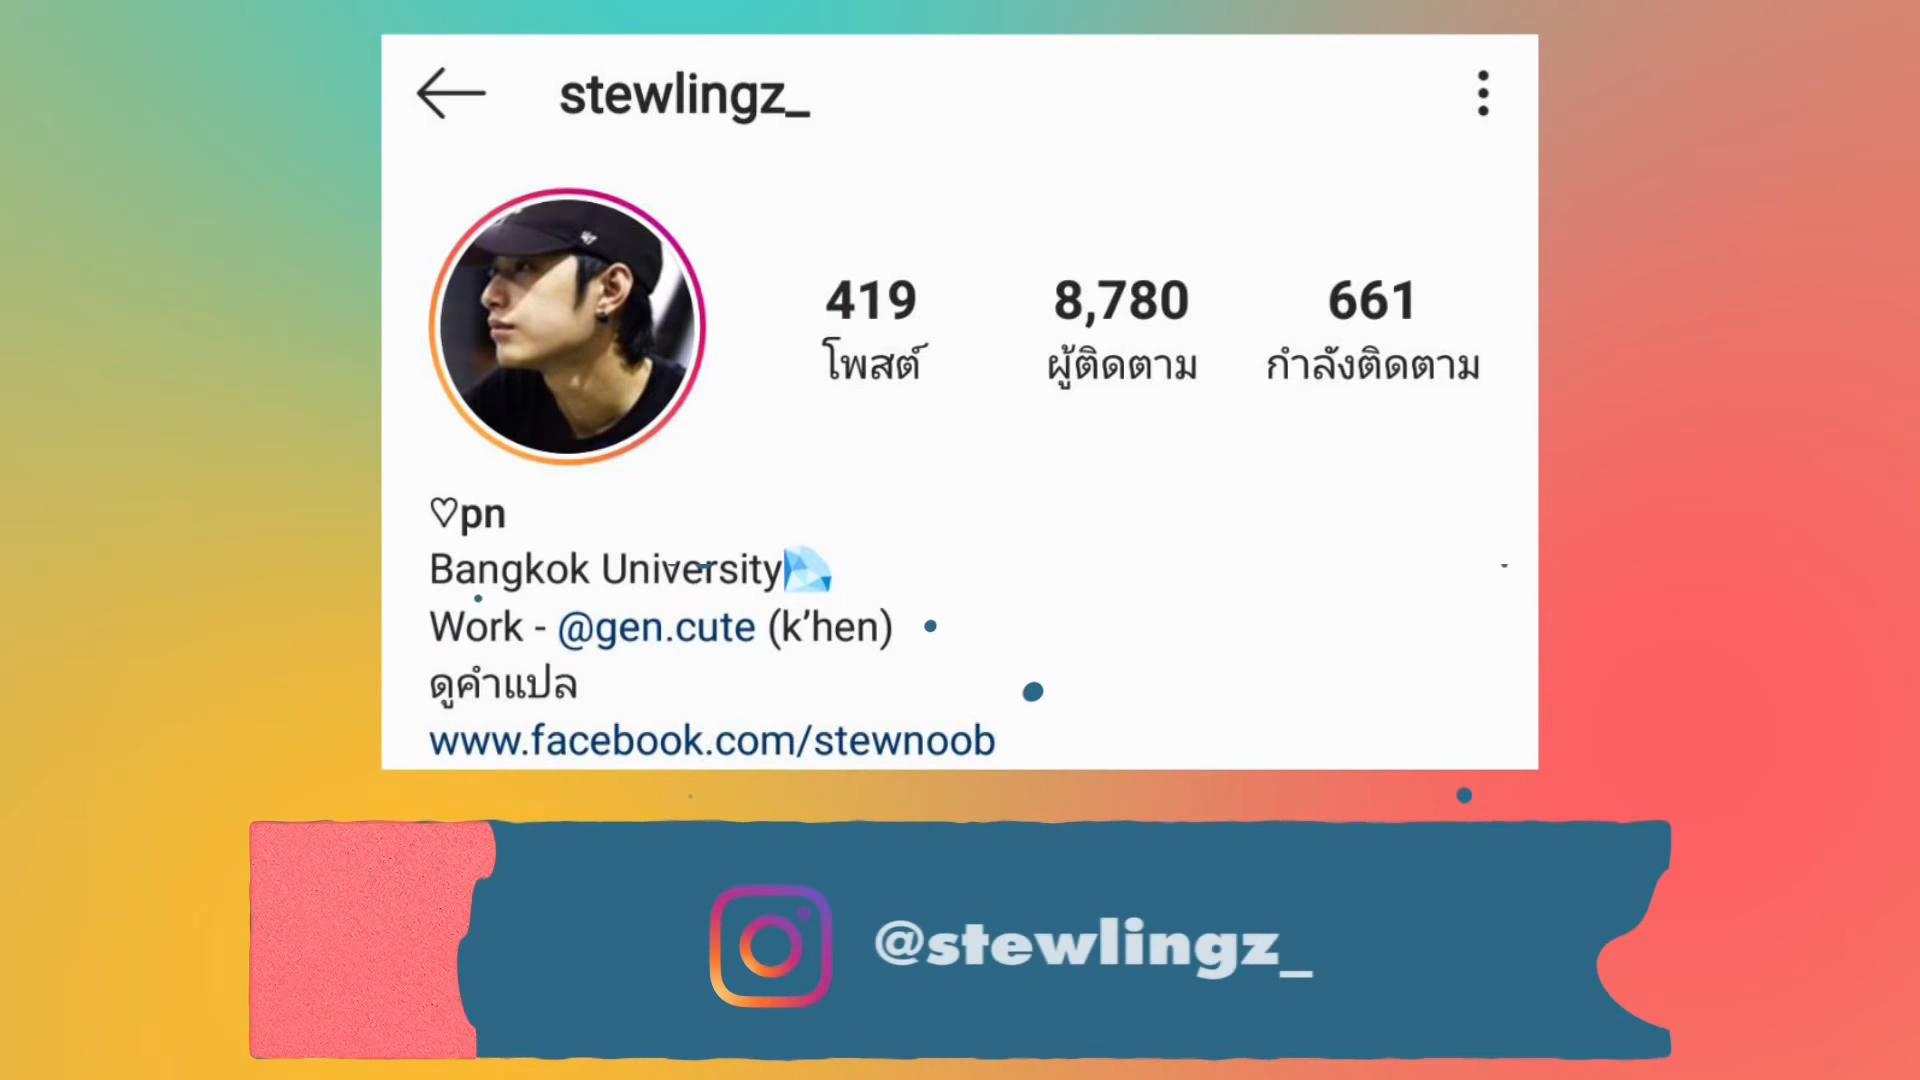 stewlingz_
419 8,780 661
โพสต์ ผู้ติดตาม กำลังติดตาม
♡pn
Bangkok University💎
Work - @gen.cute (k’hen)
ดูคำแปล
www.facebook.com/stewnoob
@stewlingz_